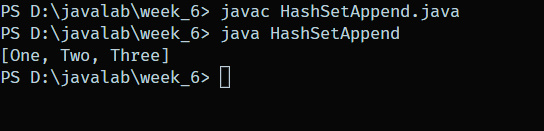 PS D:\javalab\week_6> javac HashSetAppend.java
PS D:\javalab\week_6> java HashSetAppend
[One, Two, Three]
PS D:\javalab\week_6>